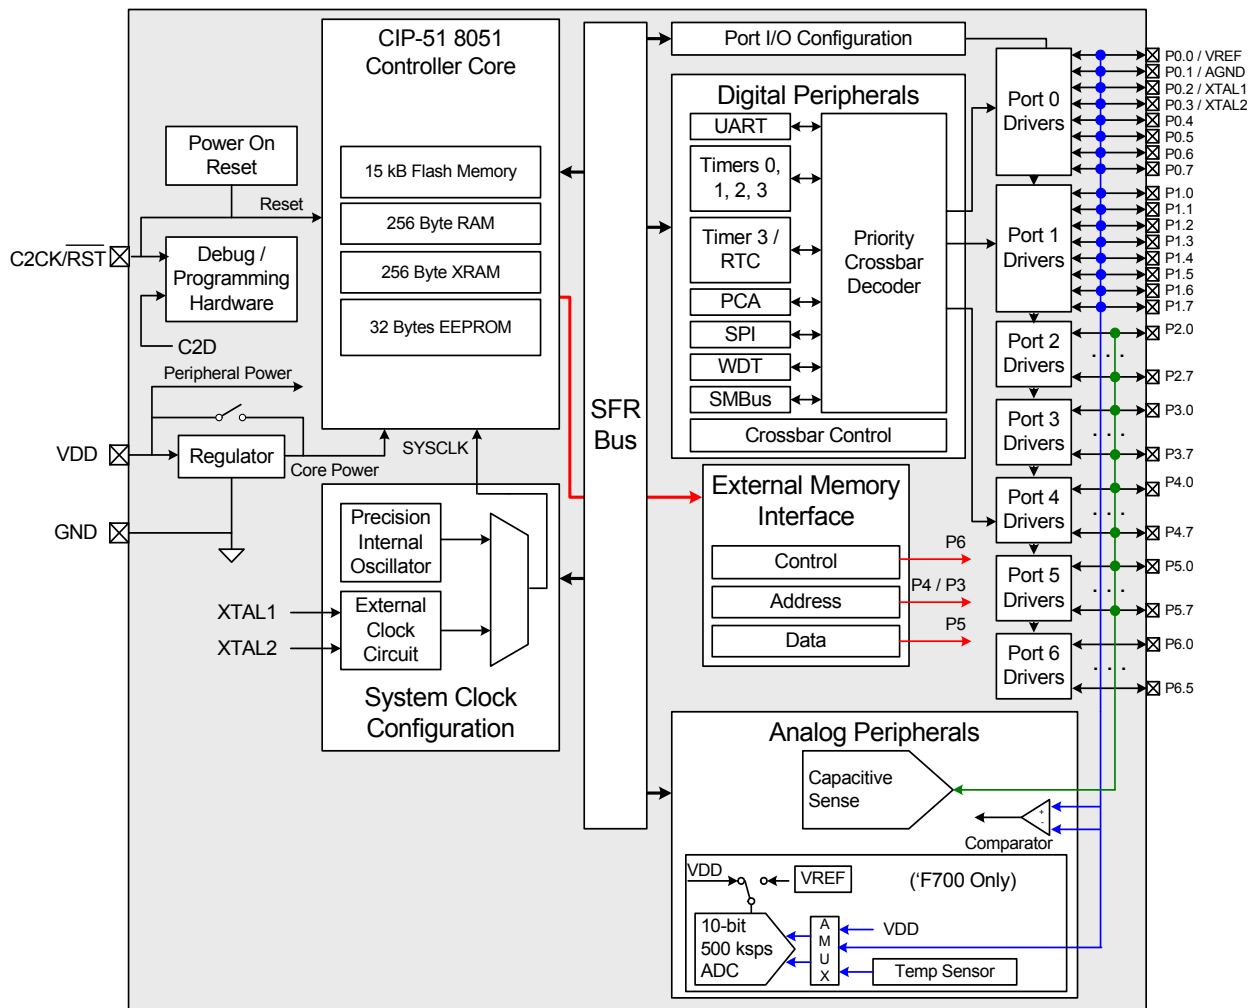 CIP-51 8051
Controller Core
15 kB Flash Memory
256 Byte RAM
256 Byte XRAM
32 Bytes EEPROM
Power On
Reset
Reset
C2CK/RST
Debug /
Programming
Hardware
C2D
Peripheral Power
VDD
Regulator
Core Power
SYSCLK
GND
Precision
Internal
Oscillator
XTAL1
XTAL2
External
Clock
Circuit
System Clock
Configuration
SFR
Bus
Port I/O Configuration
Digital Peripherals
UART
Timers 0,
1, 2, 3
Timer 3 /
RTC
PCA
SPI
WDT
SMBus
Priority
Crossbar
Decoder
Crossbar Control
External Memory
Interface
Control
Address
Data
P6
P4 / P3
P5
Port 0
Drivers
Port 1
Drivers
Port 2
Drivers
Port 3
Drivers
Port 4
Drivers
Port 5
Drivers
Port 6
Drivers
P0.0 / VREF
P0.1 / AGND
P0.2 / XTAL1
P0.3 / XTAL2
P0.4
P0.5
P0.6
P0.7
P1.0
P1.1
P1.2
P1.3
P1.4
P1.5
P1.6
P1.7
P2.0
. . .
P2.7
P3.0
. . .
P3.7
P4.0
. . .
P4.7
P5.0
. . .
P5.7
P6.0
. . .
P6.5
Analog Peripherals
Capacitive
Sense
+
-
Comparator
VDD
VREF
('F700 Only)
10-bit
500 ksps
ADC
A
M
U
X
VDD
Temp Sensor